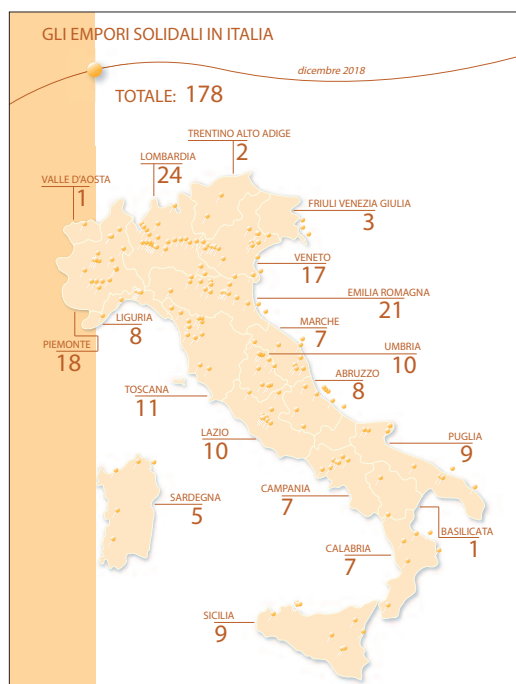 GLI EMPORI SOLIDALI IN ITALIA
dicembre 2018
TOTALE: 178
TRENTINO ALTO ADIGE
2
LOMBARDIA
24
VALLE D'AOSTA
1
FRIULI VENEZIA GIULIA
3
VENETO
17
EMILIA ROMAGNA
21
LIGURIA
8
MARCHE
7
PIEMONTE
18
UMBRIA
10
ABRUZZO
8
TOSCANA
11
LAZIO
10
PUGLIA
9
SARDEGNA
5
CAMPANIA
7
BASILICATA
1
CALABRIA
7
SICILIA
9